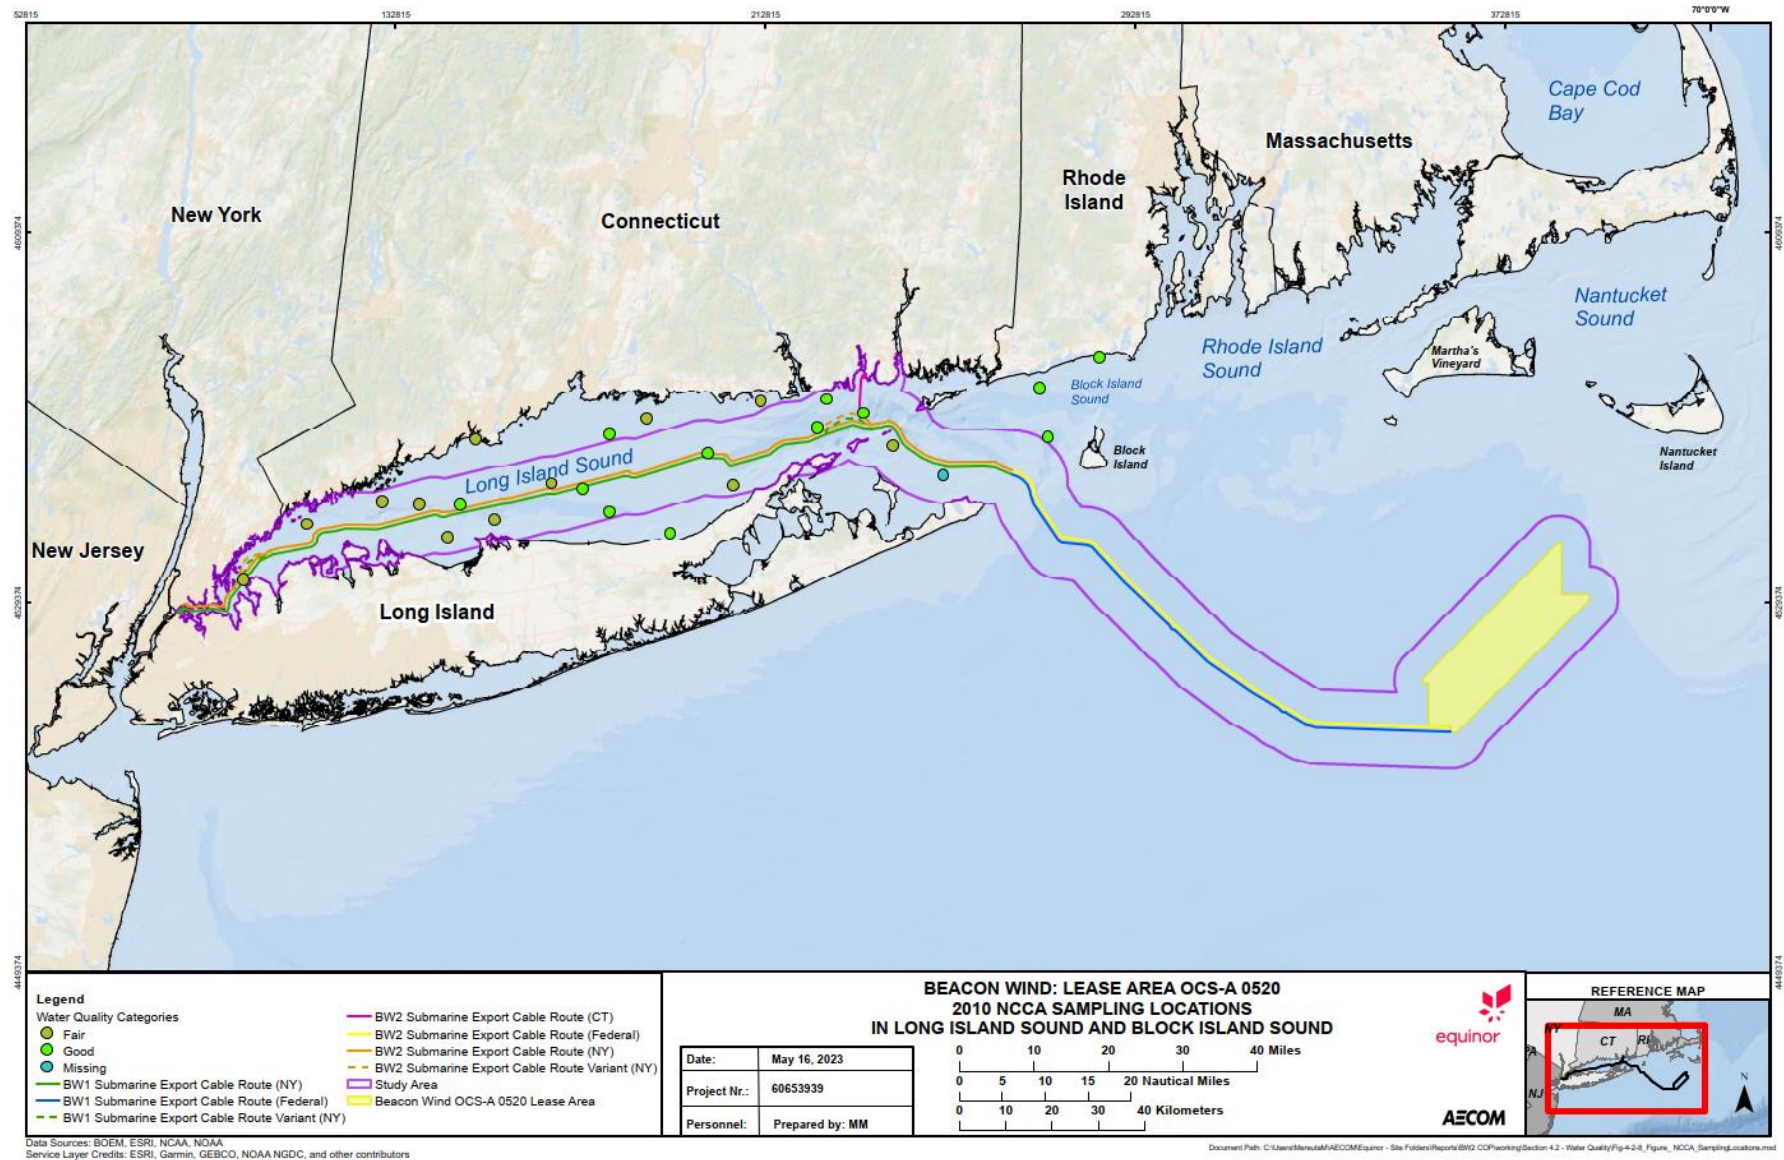 52815
132815
212815
292815
372815
70°0'0"W
4609374
4609374
4529374
4529374
4449374
4449374
Cape Cod
Bay
Massachusetts
Rhode
Island
New York
Connecticut
Nantucket
Sound
Rhode Island
Sound
Martha's
Vineyard
Block Island
Sound
Block
Island
Nantucket
Island
Long Island Sound
New Jersey
Long Island
Legend
Water Quality Categories
Fair
Good
Missing
BW1 Submarine Export Cable Route (NY)
BW1 Submarine Export Cable Route (Federal)
BW1 Submarine Export Cable Route Variant (NY)
BW2 Submarine Export Cable Route (CT)
BW2 Submarine Export Cable Route (Federal)
BW2 Submarine Export Cable Route (NY)
BW2 Submarine Export Cable Route Variant (NY)
Study Area
Beacon Wind OCS-A 0520 Lease Area
BEACON WIND: LEASE AREA OCS-A 0520
2010 NCCA SAMPLING LOCATIONS
IN LONG ISLAND SOUND AND BLOCK ISLAND SOUND
Date: May 16, 2023
Project Nr.: 60653939
Personnel: Prepared by: MM
0 10 20 30 40 Miles
0 5 10 15 20 Nautical Miles
0 10 20 30 40 Kilometers
equinor
AECOM
REFERENCE MAP
MA
NY
CT
RI
PA
NJ
N
Data Sources: BOEM, ESRI, NCAA, NOAA
Service Layer Credits: ESRI, Garmin, GEBCO, NOAA NGDC, and other contributors